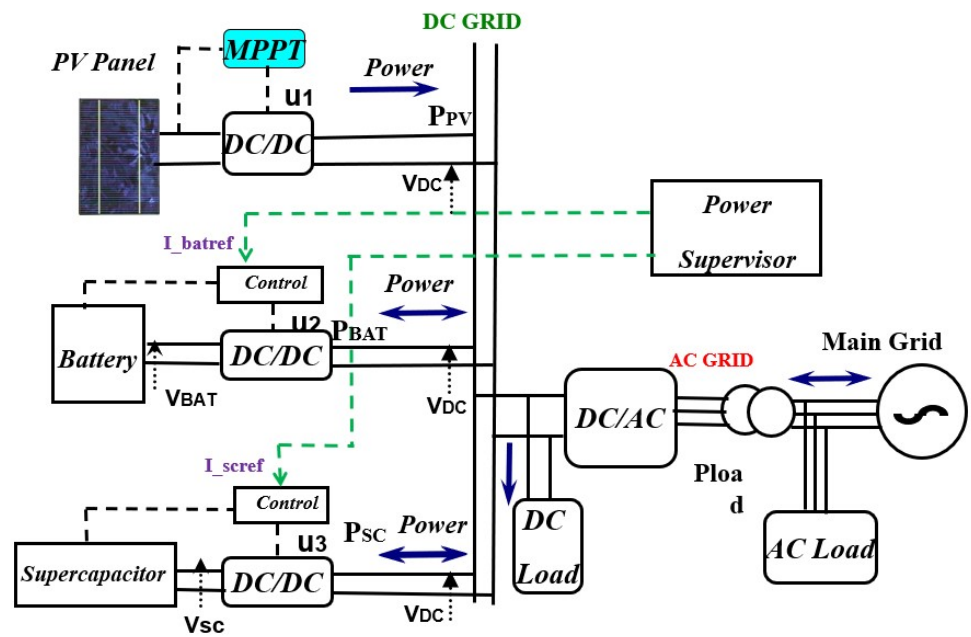 DC GRID
MPPT
PV Panel
Power
u1
PPV
DC/DC
VDC
Power
Supervisor
I_batref
Control
Power
u2
PBAT
Battery
DC/DC
VBAT
VDC
AC GRID
Main Grid
DC/AC
I_scref
Control
Ploa
d
PSC
Power
u3
DC
Load
AC Load
Supercapacitor
DC/DC
VSC
VDC